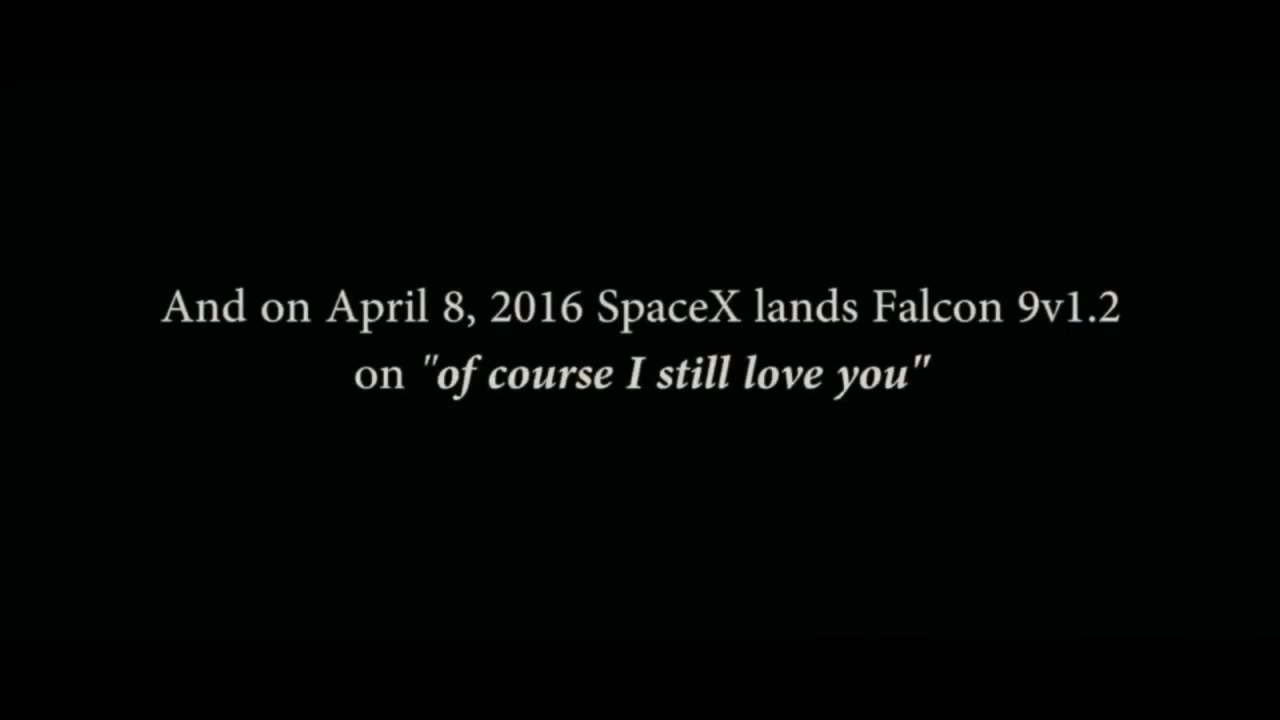 And on April 8, 2016 SpaceX lands Falcon 9v1.2
on "of course I still love you"